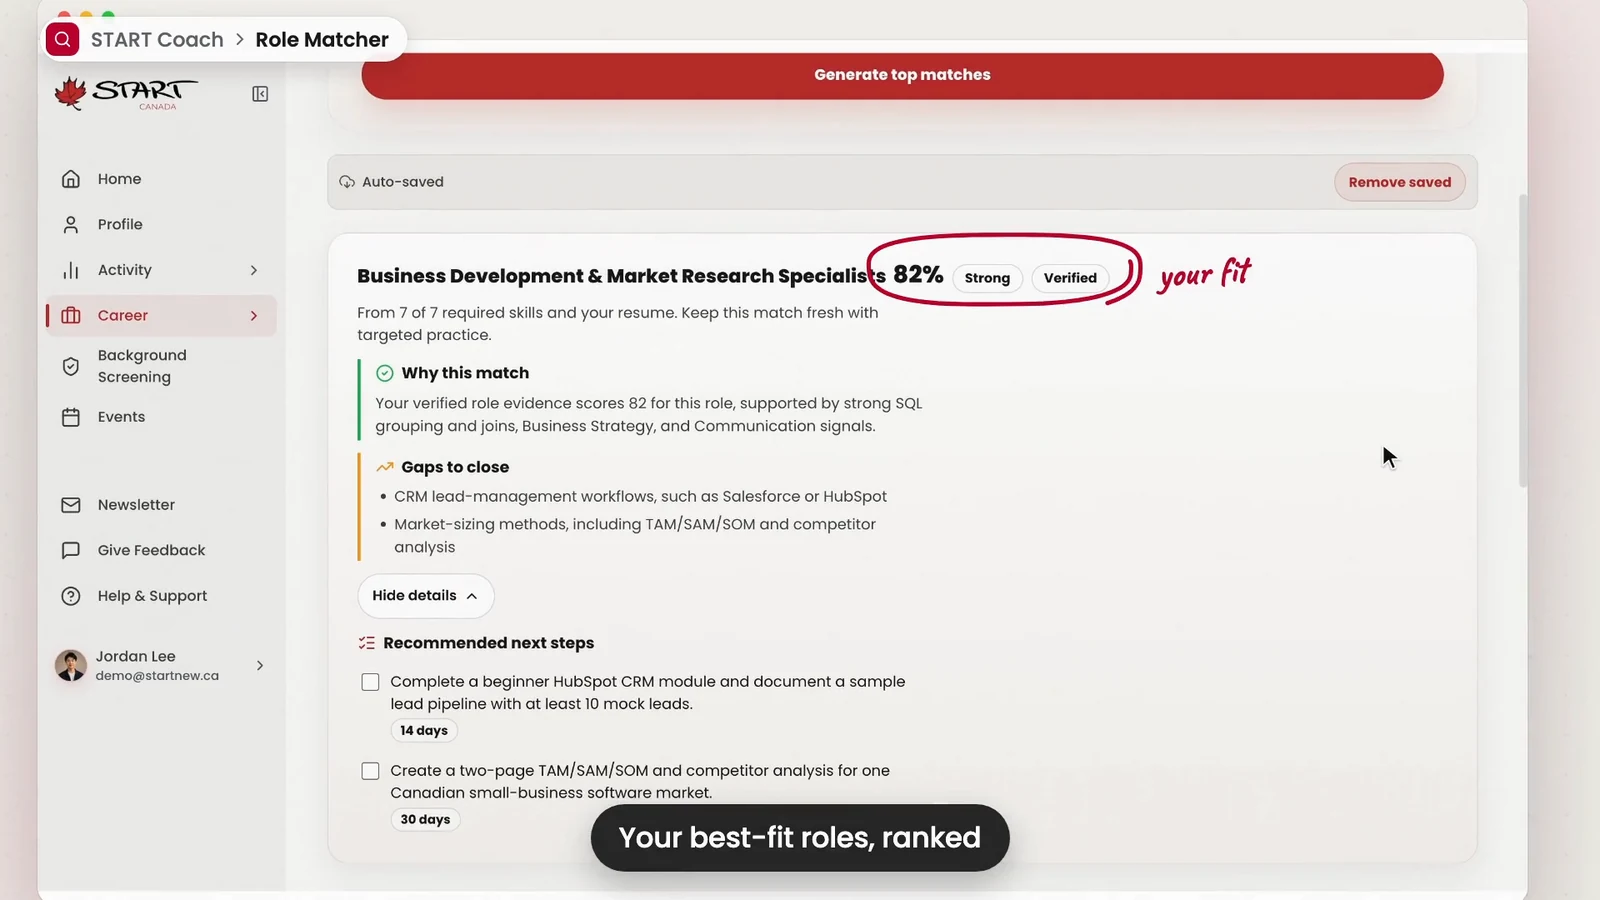 START Coach > Role Matcher
START
CANADA
Generate top matches
Home
Profile
Activity
Career
Background
Screening
Events
Newsletter
Give Feedback
Help & Support
Jordan Lee
demo@startnew.ca
Auto-saved
Remove saved
Business Development & Market Research Specialists 82% Strong Verified
your fit
From 7 of 7 required skills and your resume. Keep this match fresh with
targeted practice.
Why this match
Your verified role evidence scores 82 for this role, supported by strong SQL
grouping and joins, Business Strategy, and Communication signals.
Gaps to close
• CRM lead-management workflows, such as Salesforce or HubSpot
• Market-sizing methods, including TAM/SAM/SOM and competitor
analysis
Hide details
Recommended next steps
Complete a beginner HubSpot CRM module and document a sample
lead pipeline with at least 10 mock leads.
14 days
Create a two-page TAM/SAM/SOM and competitor analysis for one
Canadian small-business software market.
30 days
Your best-fit roles, ranked